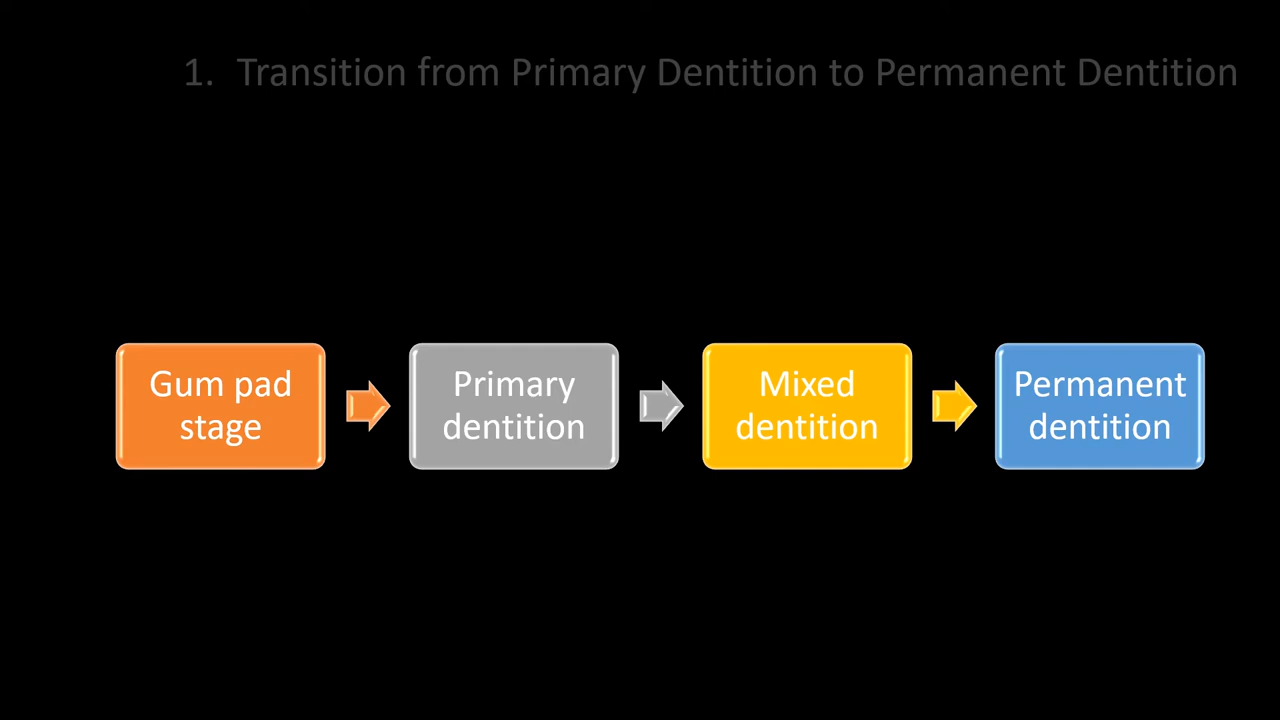 1. Transition from Primary Dentition to Permanent Dentition
Gum pad
stage
Primary
dentition
Mixed
dentition
Permanent
dentition